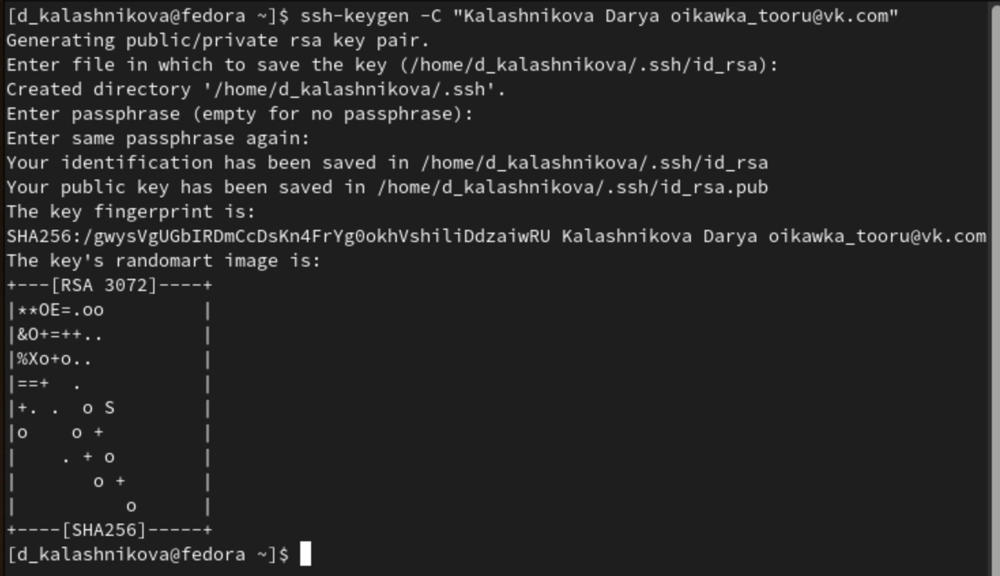 [d_kalashnikova@fedora ~]$ ssh-keygen -C "Kalashnikova Darya oikawka_tooru@vk.com"
Generating public/private rsa key pair.
Enter file in which to save the key (/home/d_kalashnikova/.ssh/id_rsa):
Created directory '/home/d_kalashnikova/.ssh'.
Enter passphrase (empty for no passphrase):
Enter same passphrase again:
Your identification has been saved in /home/d_kalashnikova/.ssh/id_rsa
Your public key has been saved in /home/d_kalashnikova/.ssh/id_rsa.pub
The key fingerprint is:
SHA256:/gwysVgUGbIRDmCcDsKn4FrYg0okhVshiliDdzaiwRU Kalashnikova Darya oikawka_tooru@vk.com
The key's randomart image is:
+---[RSA 3072]----+
|**OE=.oo         |
|&O+=++..         |
|%Xo+o..          |
|==+  .           |
|+. .  o S        |
|o    o +         |
|    . + o        |
|       o +       |
|          o      |
+----[SHA256]-----+
[d_kalashnikova@fedora ~]$